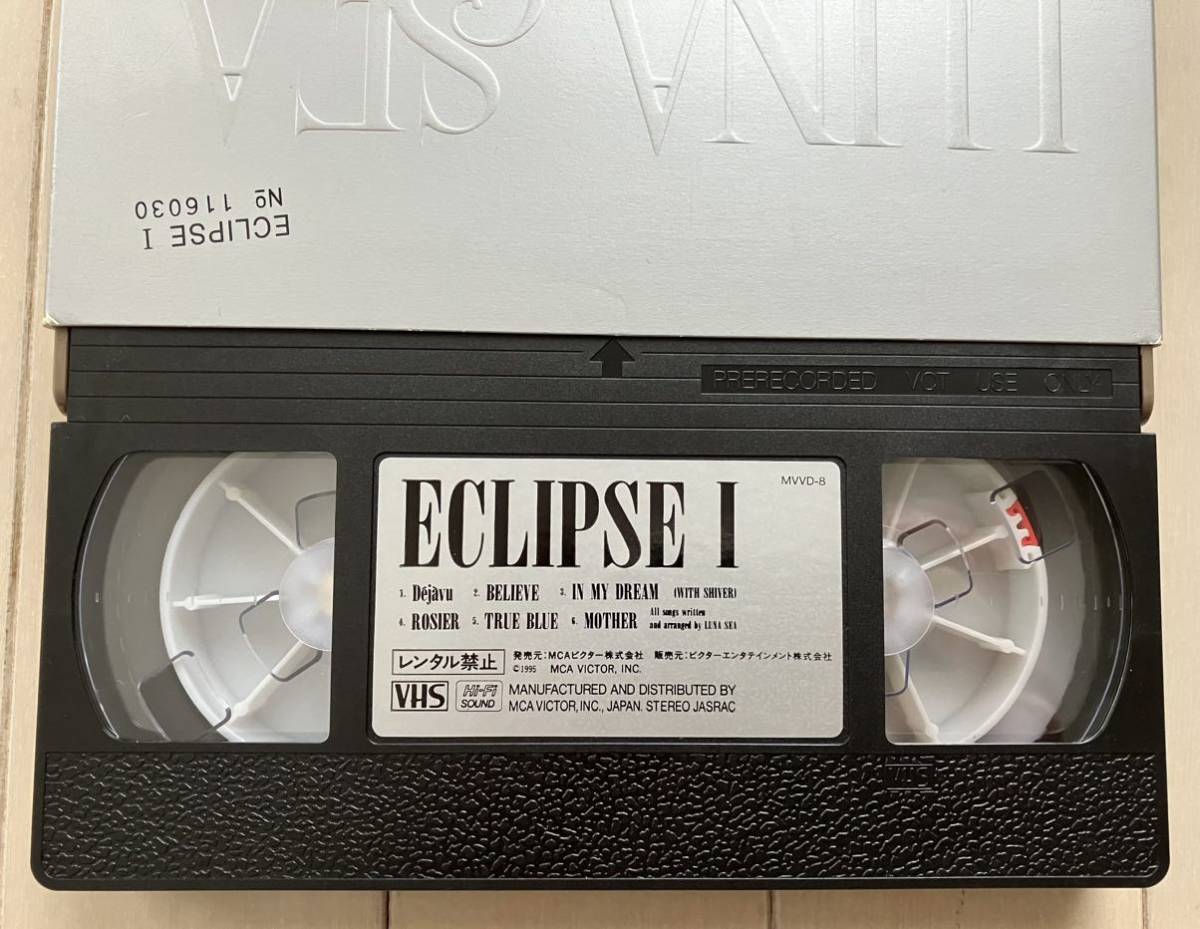 LUNA SEA
ECLIPSE I
№ 116030
PRERECORDED VCT USE ONLY
MVVD-8
ECLIPSE I
1. Déjàvu 2. BELIEVE 3. IN MY DREAM (WITH SHIVER)
4. ROSIER 5. TRUE BLUE 6. MOTHER All songs written
and arranged by LUNA SEA
レンタル禁止 発売元:MCAビクター株式会社 販売元:ビクターエンタテインメント株式会社
©1995 MCA VICTOR, INC.
VHS Hi-Fi SOUND MANUFACTURED AND DISTRIBUTED BY
MCA VICTOR, INC., JAPAN. STEREO JASRAC
VHS